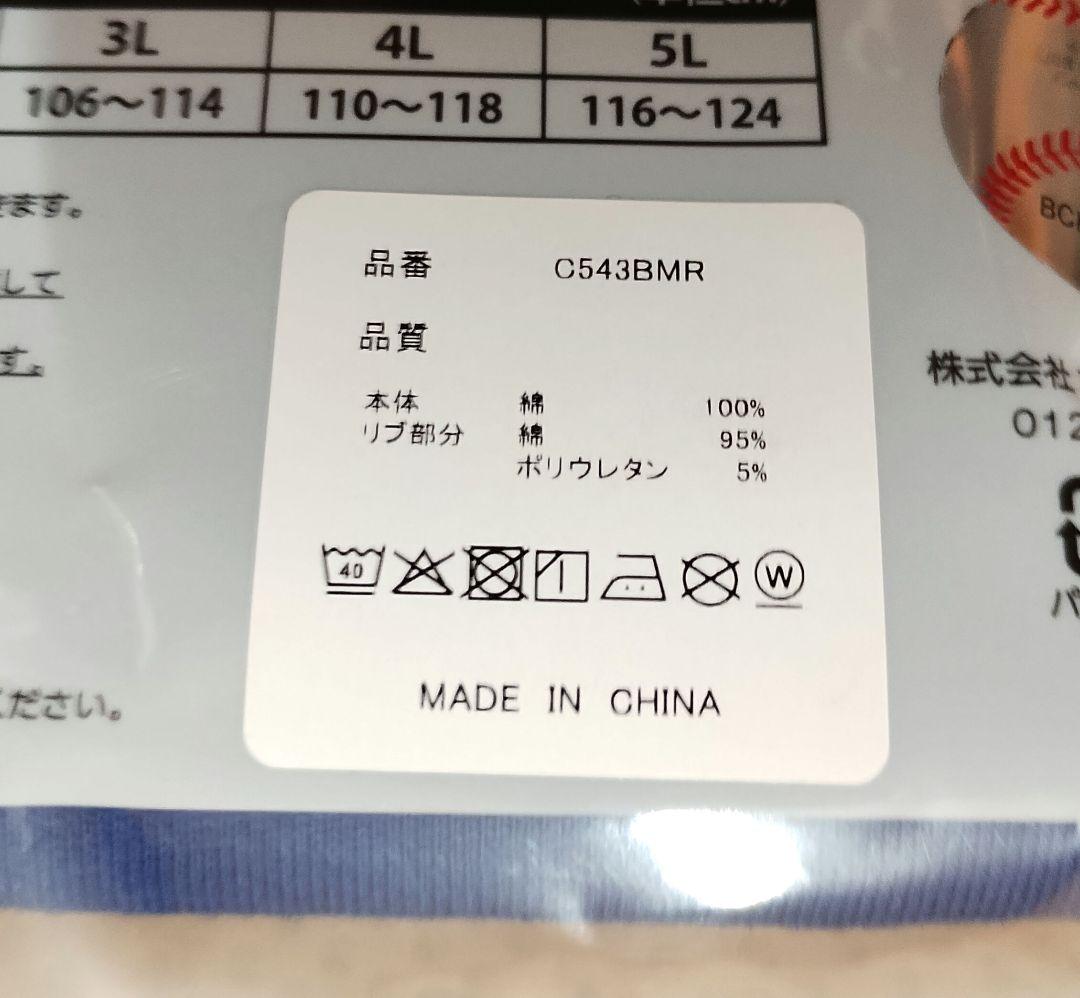 3L 4L 5L
106～114 110～118 116～124
きます。
して
す。
品番 C543BMR
品質
本体 綿 100%
リブ部分 綿 95%
ポリウレタン 5%
40
W
MADE IN CHINA
ください。
株式会社
012